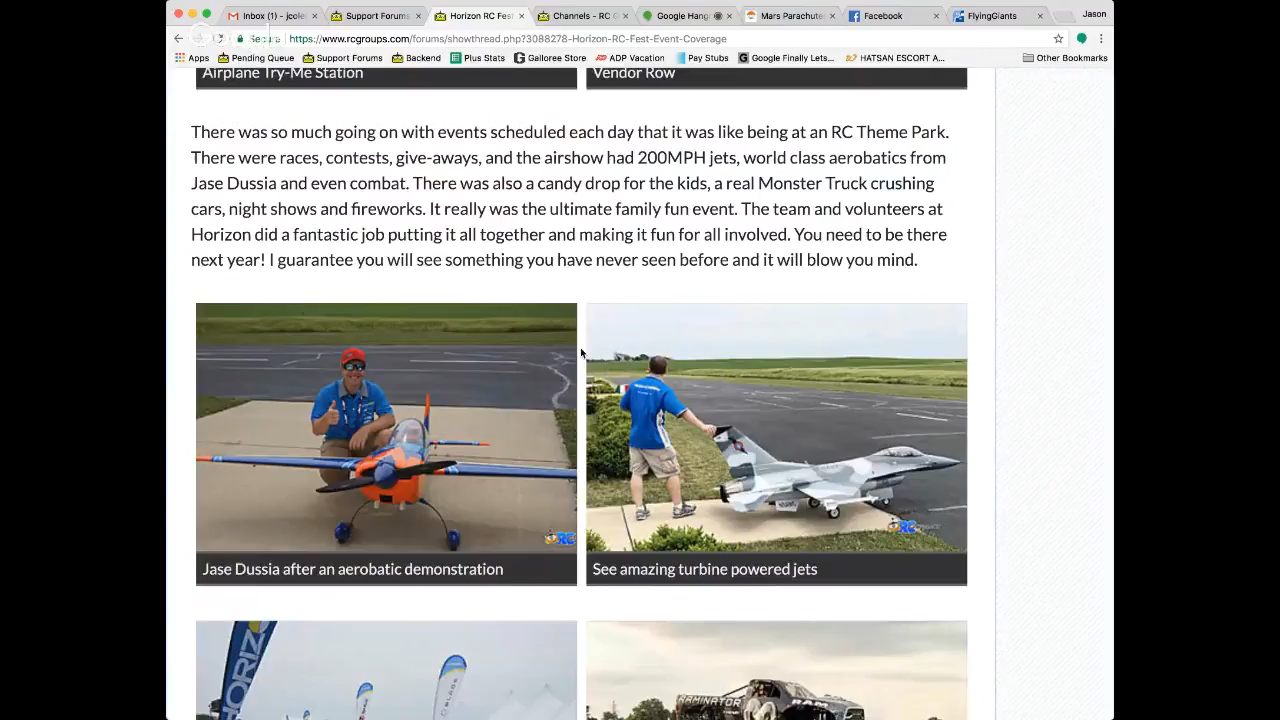 Inbox (1) - jcole
Support Forums
Horizon RC Fest
Channels - RC G
Google Hang
Mars Parachute
Facebook
FlyingGiants
Jason
Secure
https://www.rcgroups.com/forums/showthread.php?3088278-Horizon-RC-Fest-Event-Coverage
Apps
Pending Queue
Support Forums
Backend
Plus Stats
Galloree Store
ADP Vacation
Pay Stubs
Google Finally Lets...
HATSAN ESCORT A...
Other Bookmarks
Airplane Try-Me Station
Vendor Row
There was so much going on with events scheduled each day that it was like being at an RC Theme Park.
There were races, contests, give-aways, and the airshow had 200MPH jets, world class aerobatics from
Jase Dussia and even combat. There was also a candy drop for the kids, a real Monster Truck crushing
cars, night shows and fireworks. It really was the ultimate family fun event. The team and volunteers at
Horizon did a fantastic job putting it all together and making it fun for all involved. You need to be there
next year! I guarantee you will see something you have never seen before and it will blow you mind.
RC
RC
Jase Dussia after an aerobatic demonstration
See amazing turbine powered jets
HORIZO
BLADE
RAMINATOR
RAM